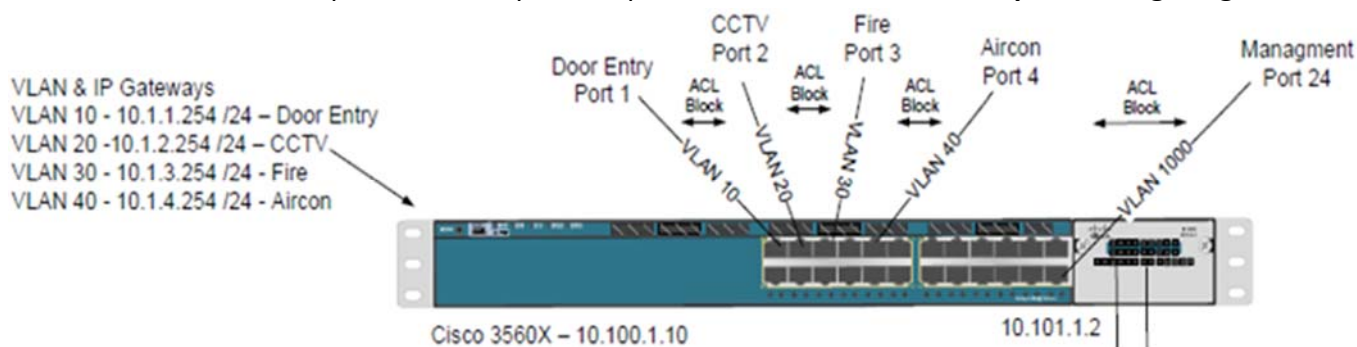 CCTV
Port 2
Fire
Port 3
Door Entry
Port 1
Aircon
Port 4
Managment
Port 24
ACL
Block
ACL
Block
ACL
Block
ACL
Block
VLAN & IP Gateways
VLAN 10 - 10.1.1.254 /24 – Door Entry
VLAN 20 -10.1.2.254 /24 – CCTV
VLAN 30 - 10.1.3.254 /24 - Fire
VLAN 40 - 10.1.4.254 /24 - Aircon
VLAN 10
VLAN 20
VLAN 30
VLAN 40
VLAN 1000
Cisco 3560X – 10.100.1.10
10.101.1.2